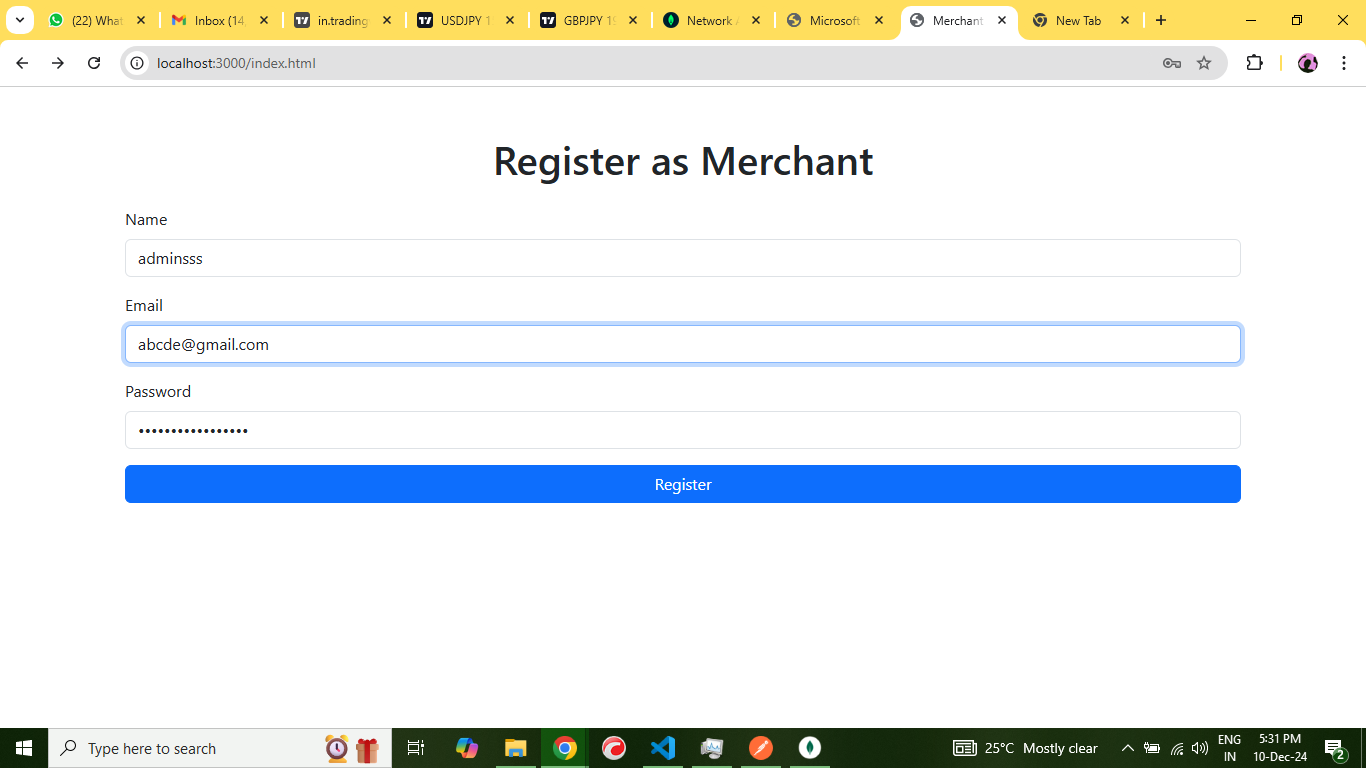 (22) What
Inbox (14,
in.trading
USDJPY 1
GBPJPY 19
Network A
Microsoft
Merchant
New Tab
localhost:3000/index.html
Register as Merchant
Name
adminsss
Email
abcde@gmail.com
Password
Register
Type here to search
25°C Mostly clear
ENG
IN
5:31 PM
10-Dec-24
2